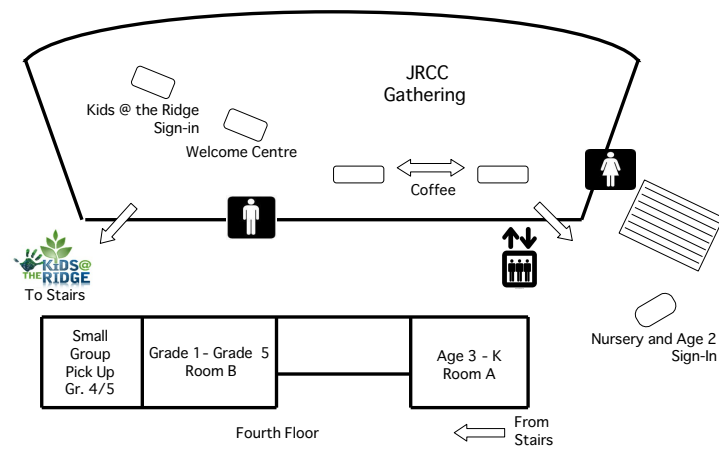 JRCC
Gathering
Kids @ the Ridge
Sign-in
Welcome Centre
Coffee
KiDS@
THE RIDGE
To Stairs
Nursery and Age 2
Sign-In
Small
Group
Pick Up
Gr. 4/5
Grade 1 - Grade 5
Room B
Age 3 - K
Room A
Fourth Floor
From
Stairs